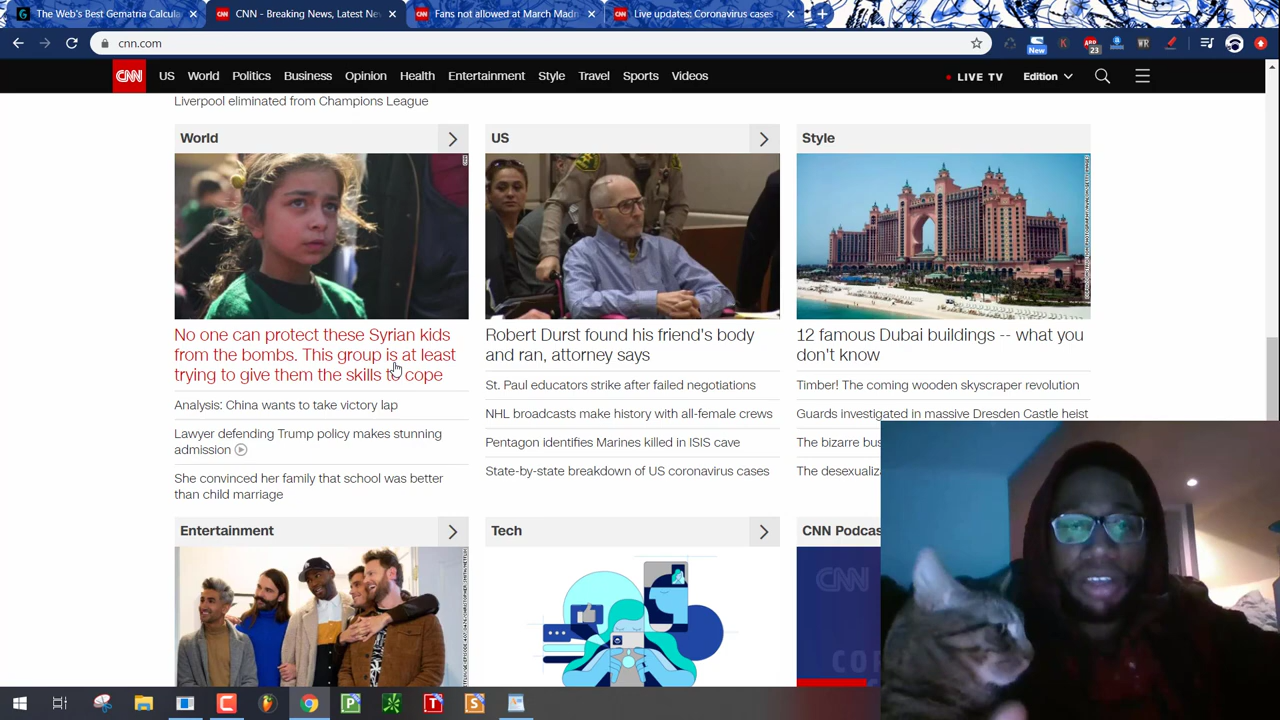 The Web's Best Gematria Calcula
CNN - Breaking News, Latest Ne
Fans not allowed at March Madn
Live updates: Coronavirus cases
cnn.com
New
23
WR
CNN
US World Politics Business Opinion Health Entertainment Style Travel Sports Videos
LIVE TV
Edition
Liverpool eliminated from Champions League
World
No one can protect these Syrian kids
from the bombs. This group is at least
trying to give them the skills to cope
Analysis: China wants to take victory lap
Lawyer defending Trump policy makes stunning
admission
She convinced her family that school was better
than child marriage
US
Robert Durst found his friend's body
and ran, attorney says
St. Paul educators strike after failed negotiations
NHL broadcasts make history with all-female crews
Pentagon identifies Marines killed in ISIS cave
State-by-state breakdown of US coronavirus cases
Style
12 famous Dubai buildings -- what you
don't know
Timber! The coming wooden skyscraper revolution
Guards investigated in massive Dresden Castle heist
The bizarre bus
The desexualiza
Entertainment
Tech
CNN Podcas
CNN